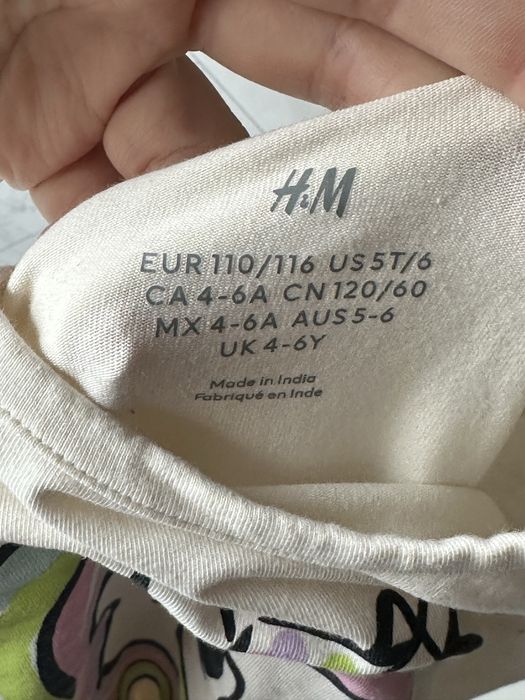 H&M
EUR 110/116 US 5T/6
CA 4-6A CN 120/60
MX 4-6A AUS 5-6
UK 4-6Y
Made in India
Fabriqué en Inde